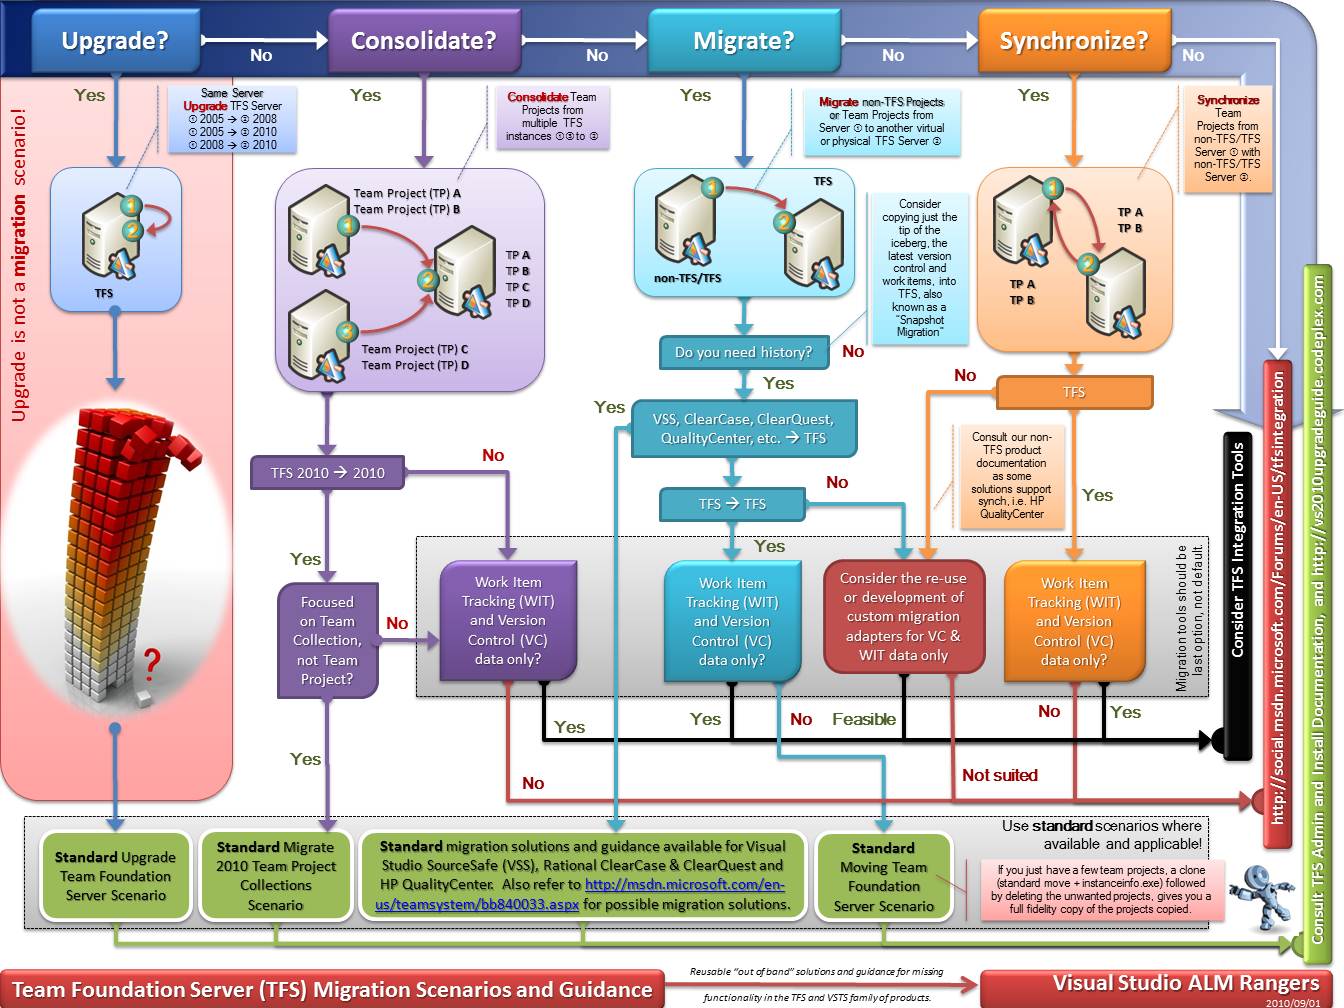 Upgrade?
No
Consolidate?
No
Migrate?
No
Synchronize?
No
Yes
Same Server
Upgrade TFS Server
① 2005 → ② 2008
① 2005 → ② 2010
① 2008 → ② 2010
Yes
Consolidate Team
Projects from
multiple TFS
instances ①③ to ②
Yes
Migrate non-TFS Projects
or Team Projects from
Server ① to another virtual
or physical TFS Server ②
Yes
Synchronize
Team
Projects from
non-TFS/TFS
Server ① with
non-TFS/TFS
Server ②.
Upgrade is not a migration scenario!
1
2
TFS
Team Project (TP) A
Team Project (TP) B
1
2
3
TP A
TP B
TP C
TP D
Team Project (TP) C
Team Project (TP) D
1
TFS
2
non-TFS/TFS
Consider
copying just the
tip of the
iceberg, the
latest version
control and
work items, into
TFS, also
known as a
"Snapshot
Migration"
1
TP A
TP B
2
TP A
TP B
Do you need history?
No
Yes
Yes
VSS, ClearCase, ClearQuest,
QualityCenter, etc. → TFS
No
TFS
TFS 2010 → 2010
No
TFS → TFS
No
Consult our non-
TFS product
documentation
as some
solutions support
synch, i.e. HP
QualityCenter
Yes
Yes
Yes
Focused
on Team
Collection,
not Team
Project?
No
Work Item
Tracking (WIT)
and Version
Control (VC)
data only?
Work Item
Tracking (WIT)
and Version
Control (VC)
data only?
Consider the re-use
or development of
custom migration
adapters for VC &
WIT data only
Work Item
Tracking (WIT)
and Version
Control (VC)
data only?
Migration tools should be
last option, not default.
Consider TFS Integration Tools
http://social.msdn.microsoft.com/Forums/en-US/tfsintegration
Consult TFS Admin and Install Documentation, and http://vs2010upgradeguide.codeplex.com
?
Yes
Yes
Yes
No
Feasible
No
Yes
No
Not suited
Use standard scenarios where
available and applicable!
Standard Upgrade
Team Foundation
Server Scenario
Standard Migrate
2010 Team Project
Collections
Scenario
Standard migration solutions and guidance available for Visual
Studio SourceSafe (VSS), Rational ClearCase & ClearQuest and
HP QualityCenter. Also refer to http://msdn.microsoft.com/en-
us/teamsystem/bb840033.aspx for possible migration solutions.
Standard
Moving Team
Foundation
Server Scenario
If you just have a few team projects, a clone
(standard move + instanceinfo.exe) followed
by deleting the unwanted projects, gives you a
full fidelity copy of the projects copied.
Team Foundation Server (TFS) Migration Scenarios and Guidance
Reusable "out of band" solutions and guidance for missing
functionality in the TFS and VSTS family of products.
Visual Studio ALM Rangers
2010/09/01